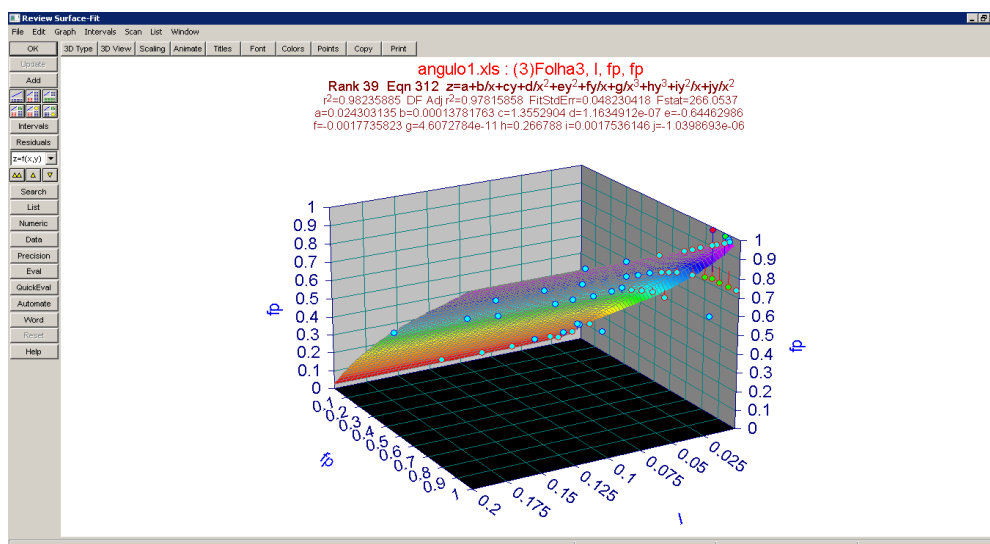 Review Surface-Fit
File Edit Graph Intervals Scan List Window
OK 3D Type 3D View Scaling Animate Titles Font Colors Points Copy Print
Update
Add
Intervals
Residuals
z=f(x,y)
Search
List
Numeric
Data
Precision
Eval
QuickEval
Automate
Word
Reset
Help
angulo1.xls : (3)Folha3, I, fp, fp
Rank 39 Eqn 312 z=a+b/x+cy+d/x²+ey²+fy/x+g/x³+hy³+iy²/x+jy/x²
r²=0.98235885 DF Adj r²=0.97815858 FitStdErr=0.048230418 Fstat=266.0537
a=0.024303135 b=0.00013781763 c=1.3552904 d=1.1634912e-07 e=-0.64462986
f=-0.0017735823 g=4.6072784e-11 h=0.266788 i=0.0017536146 j=-1.0398693e-06
1
0.9
0.8
0.7
0.6
0.5
0.4
0.3
0.2
0.1
0
fp
0.1
0.2
0.3
0.4
0.5
0.6
0.7
0.8
0.9
1
fp
0.2
0.175
0.15
0.125
0.1
0.075
0.05
0.025
I
1
0.9
0.8
0.7
0.6
0.5
0.4
0.3
0.2
0.1
0
fp